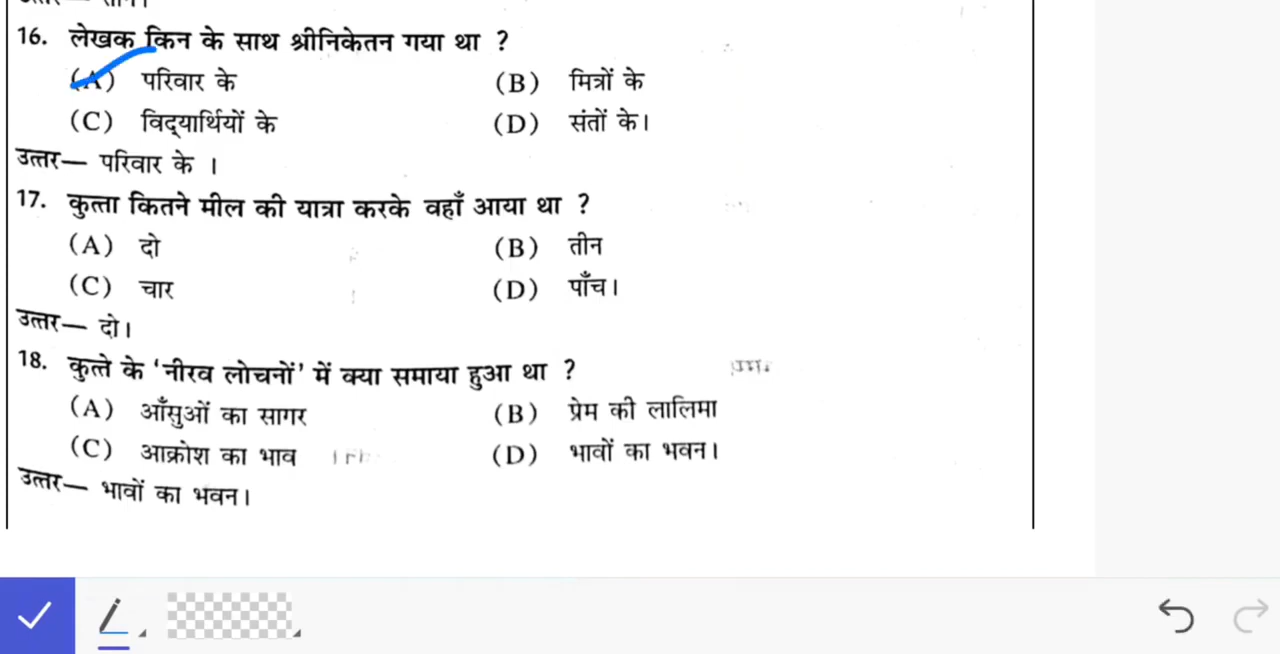 16. लेखक किन के साथ श्रीनिकेतन गया था ?
(A) परिवार के (B) मित्रों के
(C) विद्यार्थियों के (D) संतों के।
उत्तर— परिवार के ।
17. कुत्ता कितने मील की यात्रा करके वहाँ आया था ?
(A) दो (B) तीन
(C) चार (D) पाँच।
उत्तर— दो।
18. कुत्ते के ‘नीरव लोचनों’ में क्या समाया हुआ था ?
(A) आँसुओं का सागर (B) प्रेम की लालिमा
(C) आक्रोश का भाव (D) भावों का भवन।
उत्तर— भावों का भवन।